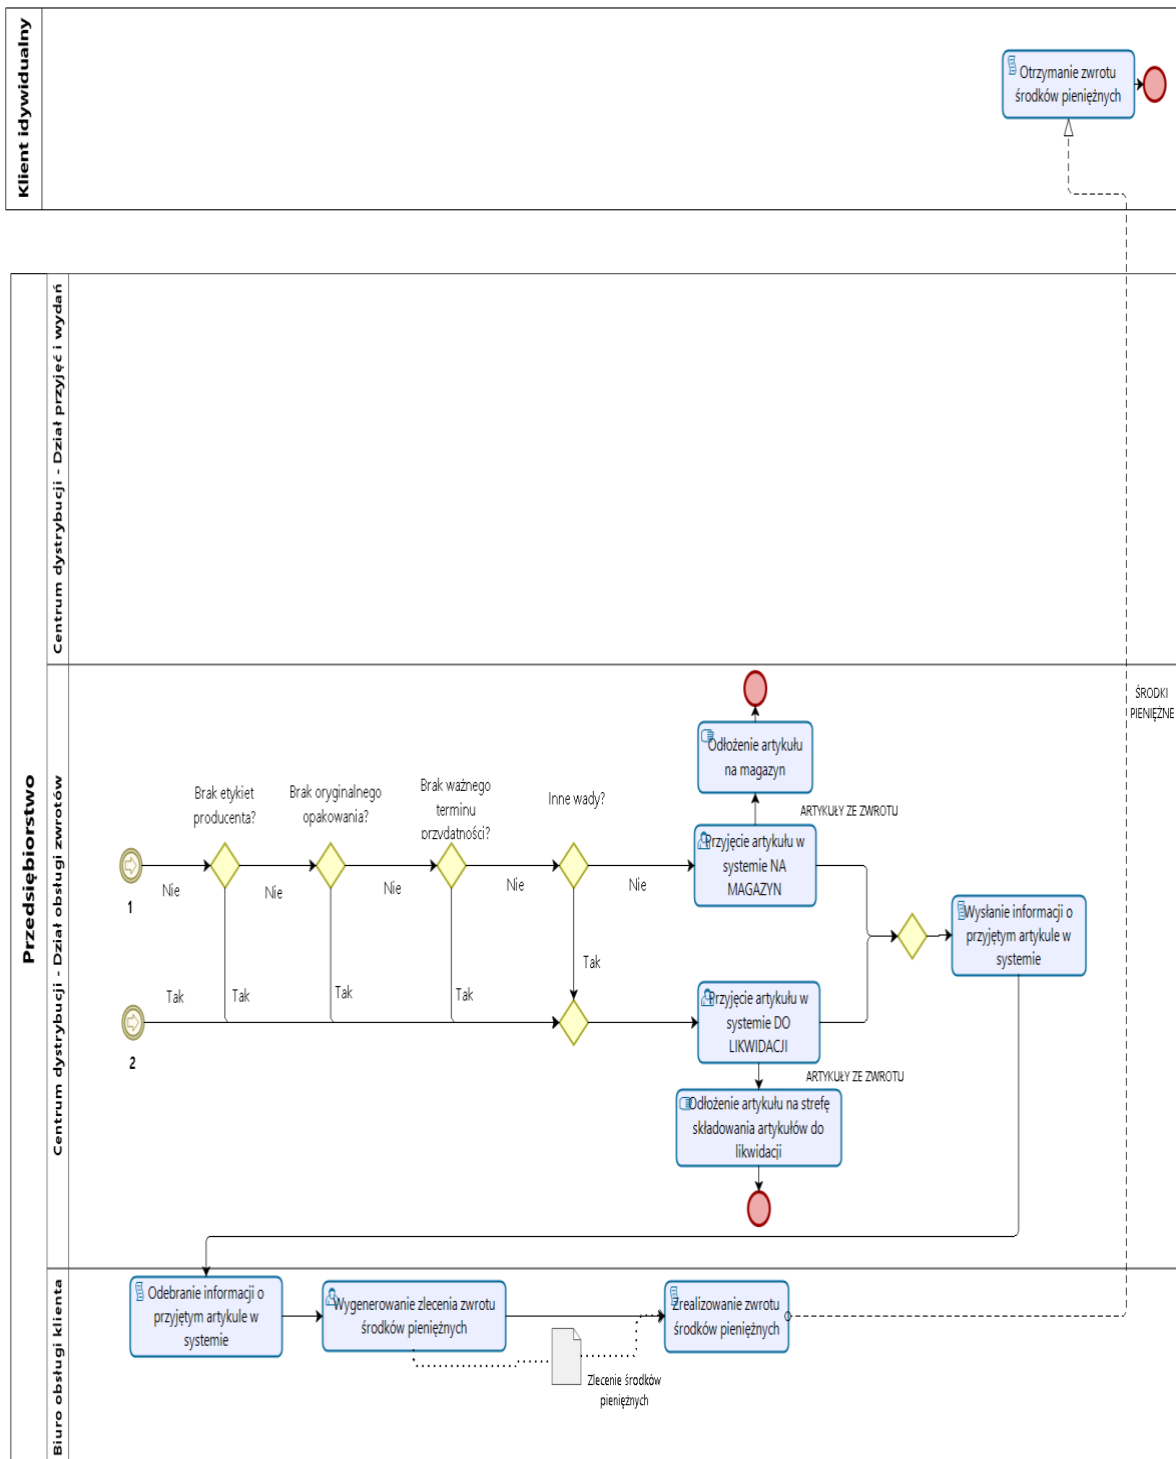 Klient idywidualny
Otrzymanie zwrotu
środków pieniężnych
Przedsiębiorstwo
Centrum dystrybucji - Dział przyjęć i wydań
ŚRODKI
PIENIĘŻNE
Centrum dystrybucji - Dział obsługi zwrotów
Odłożenie artykułu
na magazyn
ARTYKUŁY ZE ZWROTU
Brak etykiet
producenta?
Brak oryginalnego
opakowania?
Brak ważnego
terminu
przydatności?
Inne wady?
Przyjęcie artykułu w
systemie NA
MAGAZYN
1
Nie
Nie
Nie
Nie
Nie
Wysłanie informacji o
przyjętym artykule w
systemie
Tak
Tak
Tak
Tak
Tak
2
Przyjęcie artykułu w
systemie DO
LIKWIDACJI
ARTYKUŁY ZE ZWROTU
Odłożenie artykułu na strefę
składowania artykułów do
likwidacji
Biuro obsługi klienta
Odebranie informacji o
przyjętym artykule w
systemie
Wygenerowanie zlecenia zwrotu
środków pieniężnych
Zrealizowanie zwrotu
środków pieniężnych
Zlecenie środków
pieniężnych